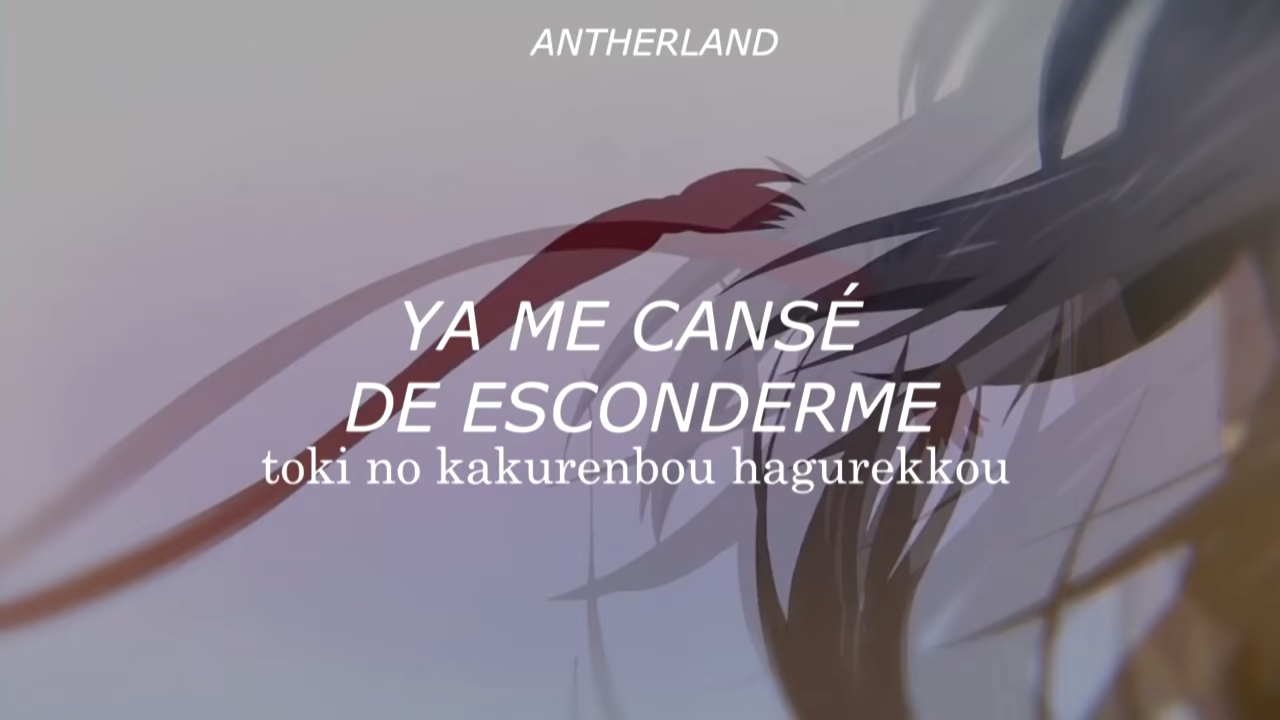 ANTHERLAND
YA ME CANSÉ
DE ESCONDERME
toki no kakurenbou hagurekkou